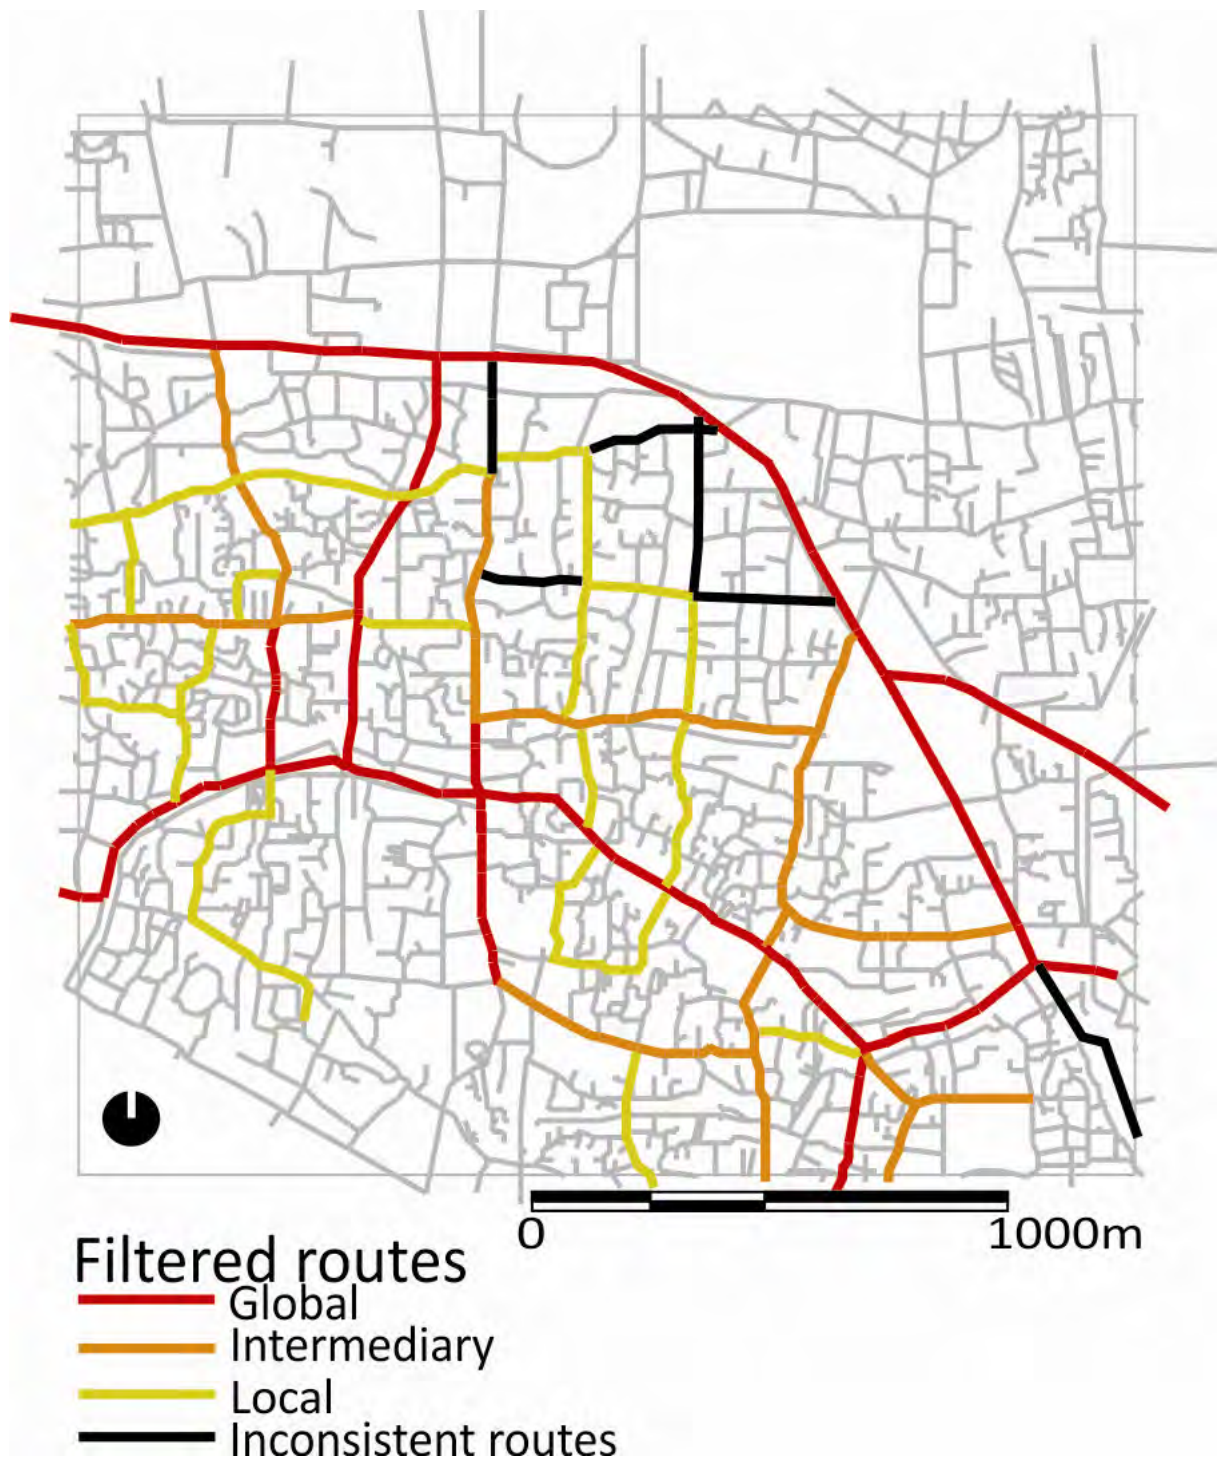 0 1000m
Filtered routes
Global
Intermediary
Local
Inconsistent routes